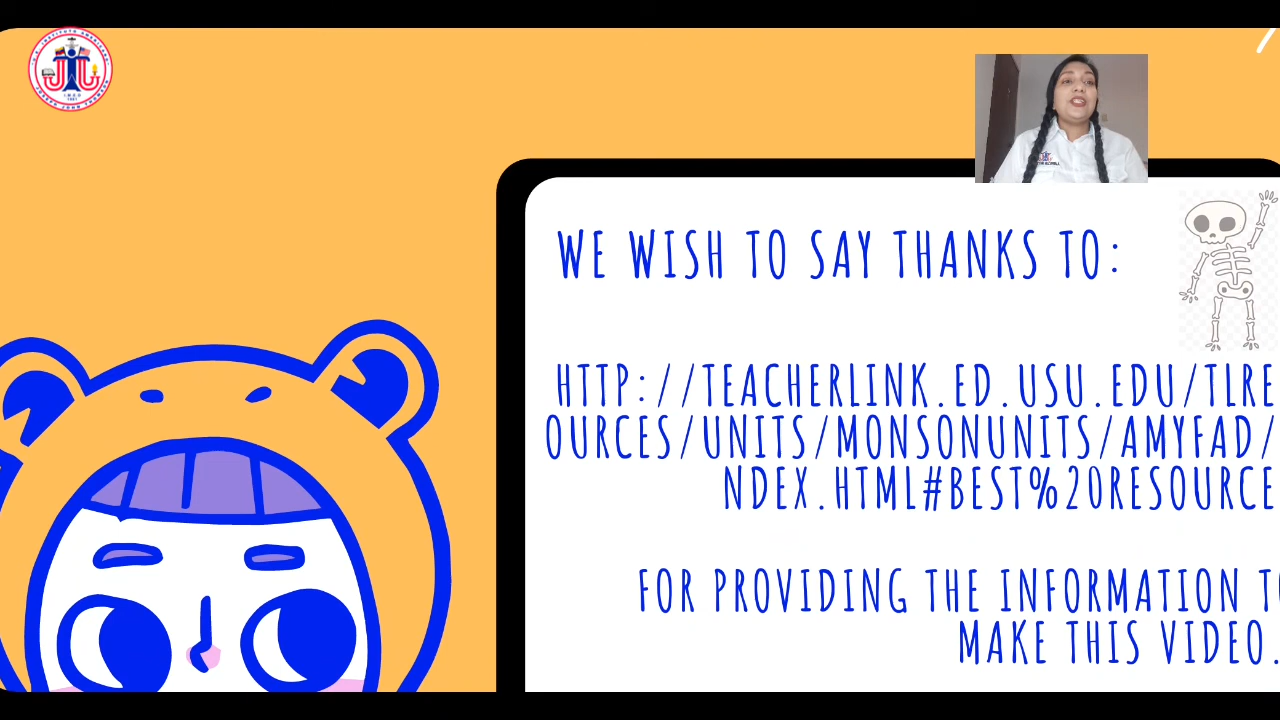 WE WISH TO SAY THANKS TO:
HTTP://TEACHERLINK.ED.USU.EDU/TLRE
OURCES/UNITS/MONSONUNITS/AMYFAD/
NDEX.HTML#BEST%20RESOURCE
FOR PROVIDING THE INFORMATION TO
MAKE THIS VIDEO.